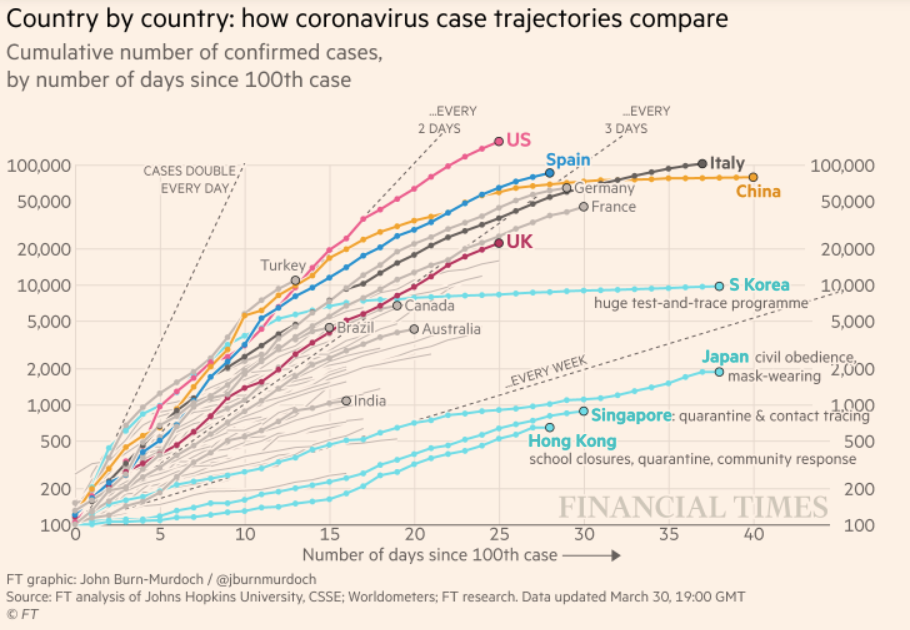 Country by country: how coronavirus case trajectories compare
Cumulative number of confirmed cases,
by number of days since 100th case
...EVERY
2 DAYS
...EVERY
3 DAYS
CASES DOUBLE
EVERY DAY
US
Spain
Italy
China
Germany
France
UK
Turkey
S Korea
huge test-and-trace programme
Canada
Brazil
Australia
India
EVERY WEEK
Japan civil obedience,
mask-wearing
Singapore: quarantine & contact tracing
Hong Kong
school closures, quarantine, community response
100,000
50,000
20,000
10,000
5,000
2,000
1,000
500
200
100
100,000
50,000
20,000
10,000
5,000
2,000
1,000
500
200
100
0 5 10 15 20 25 30 35 40
FINANCIAL TIMES
Number of days since 100th case
FT graphic: John Burn-Murdoch / @jburnmurdoch
Source: FT analysis of Johns Hopkins University, CSSE; Worldometers; FT research. Data updated March 30, 19:00 GMT
© FT